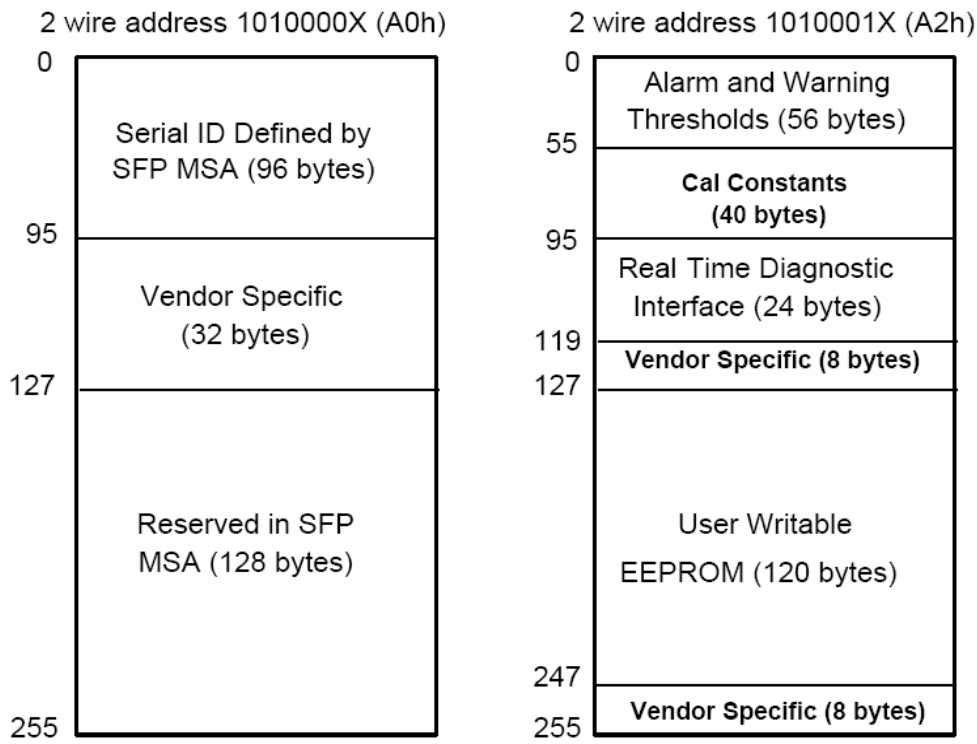 2 wire address 1010000X (A0h)
0
Serial ID Defined by
SFP MSA (96 bytes)
95
Vendor Specific
(32 bytes)
127
Reserved in SFP
MSA (128 bytes)
255
2 wire address 1010001X (A2h)
0
Alarm and Warning
Thresholds (56 bytes)
55
Cal Constants
(40 bytes)
95
Real Time Diagnostic
Interface (24 bytes)
119
Vendor Specific (8 bytes)
127
User Writable
EEPROM (120 bytes)
247
Vendor Specific (8 bytes)
255